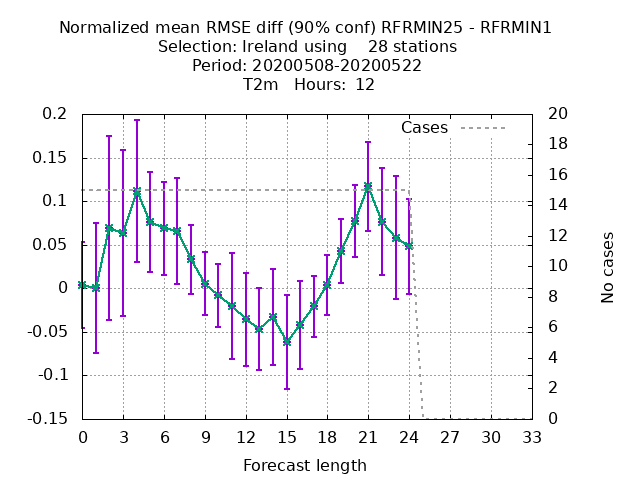 Normalized mean RMSE diff (90% conf) RFRMIN25 - RFRMIN1
Selection: Ireland using    28 stations
Period: 20200508-20200522
T2m   Hours:  12
Cases
0.2
0.15
0.1
0.05
0
-0.05
-0.1
-0.15
20
18
16
14
12
10
8
6
4
2
0
No cases
0 3 6 9 12 15 18 21 24 27 30 33
Forecast length